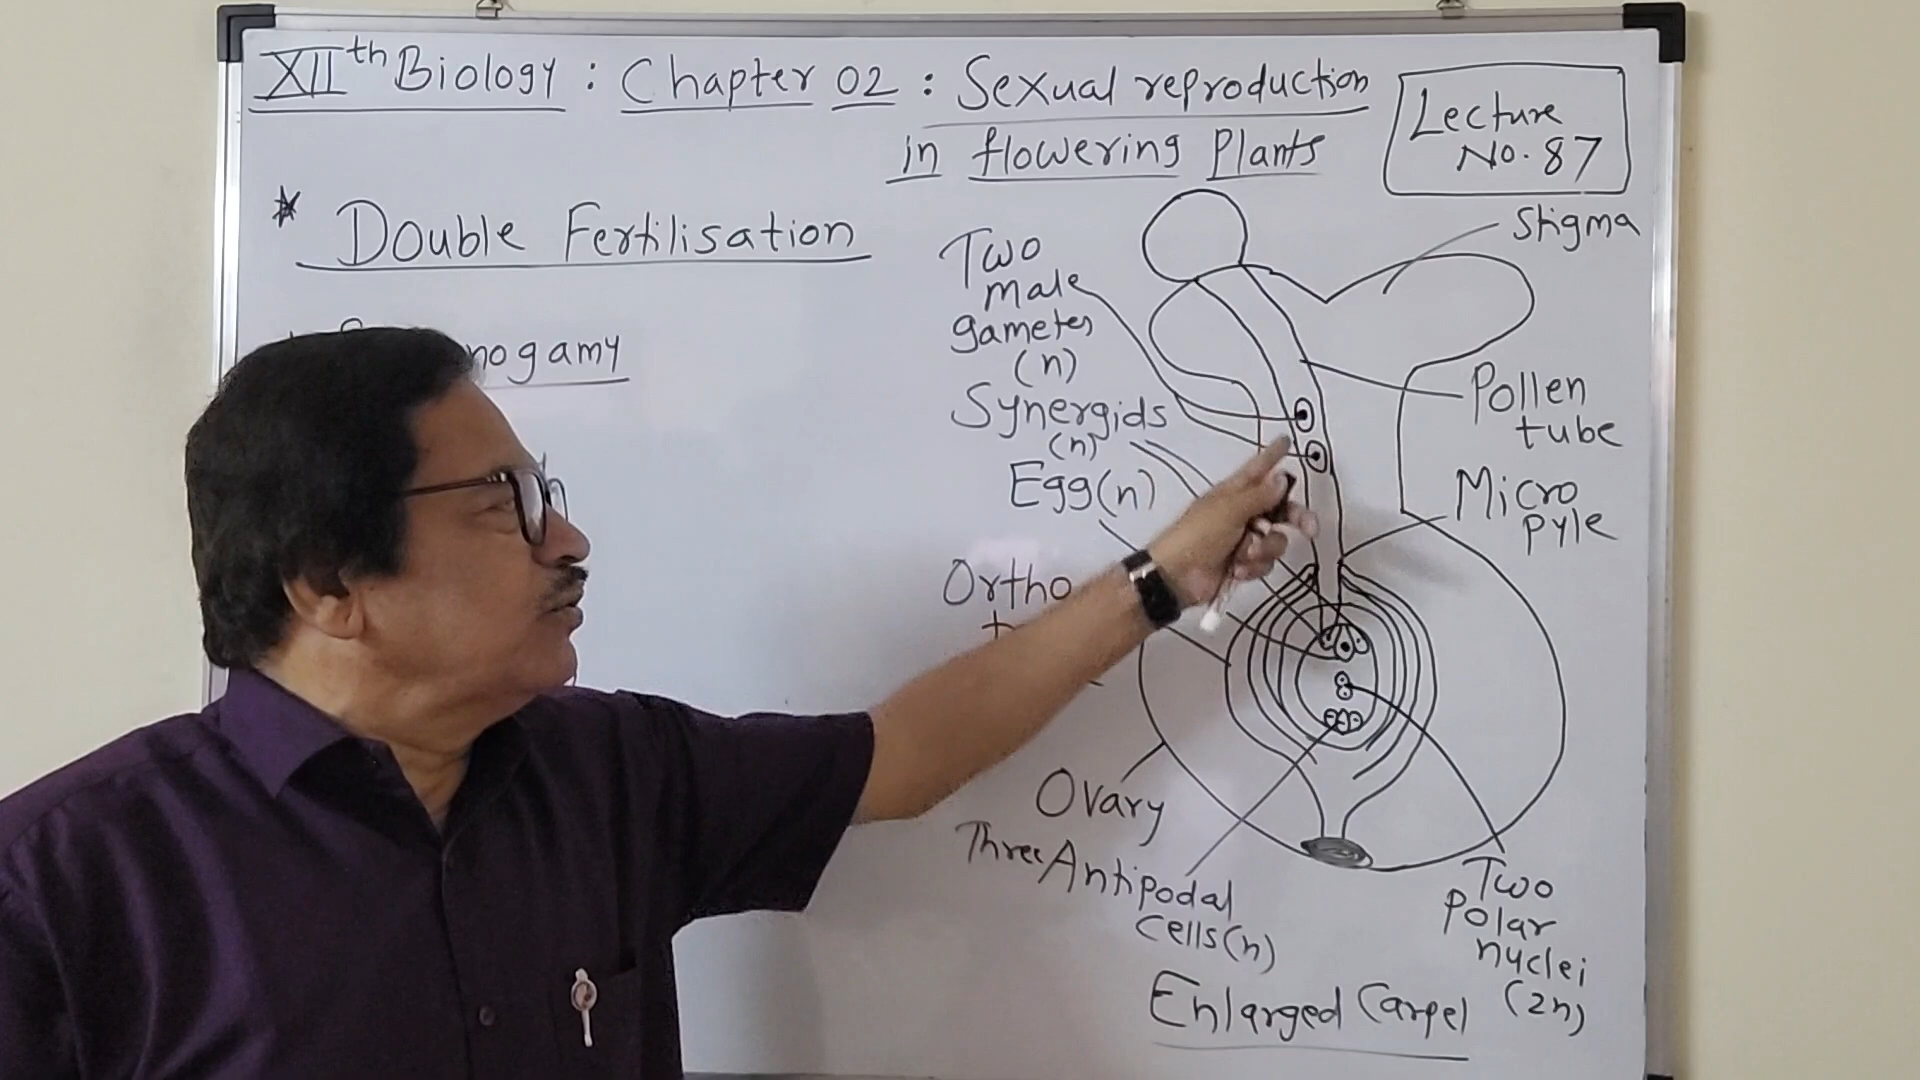 XIIth Biology : Chapter 02 : Sexual reproduction
in flowering Plants
Lecture
No. 87
* Double Fertilisation
nogamy
Two
male
gametes
(n)
Synergids
(n)
Egg(n)
Ortho
Stigma
Pollen
tube
Micro
pyle
Ovary
Three Antipodal
cells(n)
Two
Polar
nuclei
(2n)
Enlarged Carpel